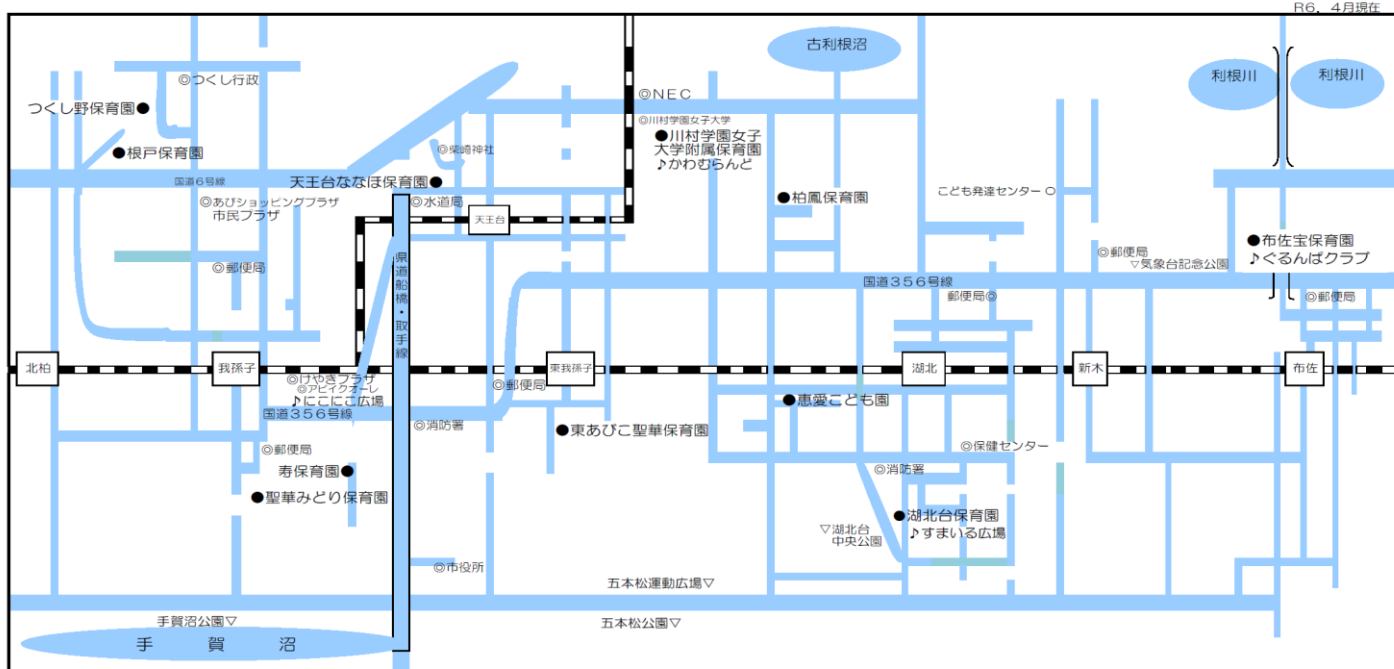 R6．4月現在
古利根沼
利根川
利根川
◎つくし行政
◎NEC
つくし野保育園●
◎川村学園女子大学
●川村学園女子
大学附属保育園
♪かわむらんど
●根戸保育園
◎柴崎神社
国道6号線
天王台ななほ保育園●
こども発達センター○
●柏鳳保育園
◎あびショッピングプラザ
市民プラザ
◎水道局
天王台
●布佐宝保育園
♪ぐるんぱクラブ
◎郵便局
県道船橋・取手線
◎郵便局
▽気象台記念公園
国道356号線
郵便局◎
◎郵便局
北柏
我孫子
東我孫子
湖北
新木
布佐
◎けやきプラザ
◎アビイクオーレ
♪にこにこ広場
◎郵便局
国道356号線
●恵愛こども園
◎消防署
●東あびこ聖華保育園
◎郵便局
◎保健センター
寿保育園●
◎消防署
●聖華みどり保育園
●湖北台保育園
♪すまいる広場
▽湖北台
中央公園
◎市役所
五本松運動広場▽
手賀沼公園▽
五本松公園▽
手賀沼